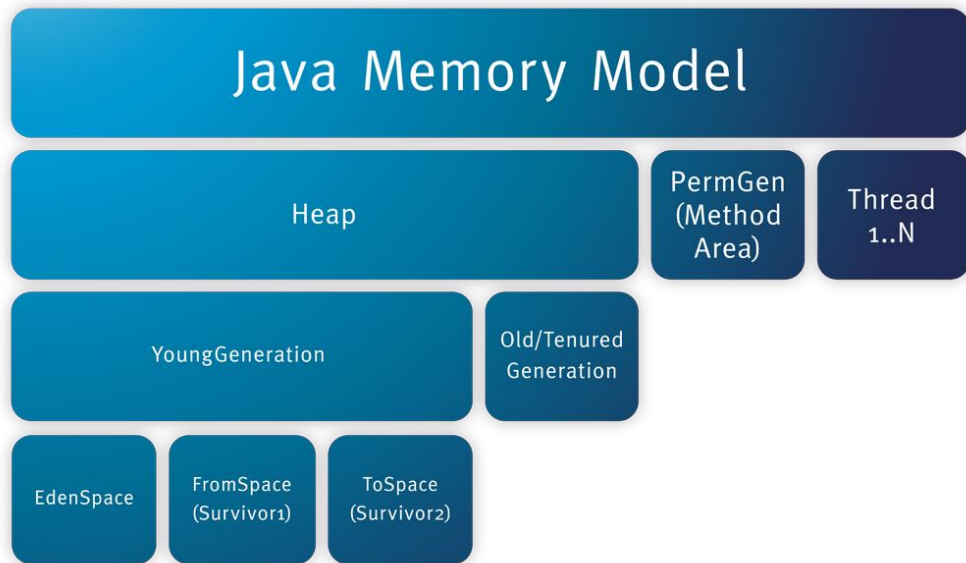 Java Memory Model
Heap
PermGen
(Method
Area)
Thread
1..N
YoungGeneration
Old/Tenured
Generation
EdenSpace
FromSpace
(Survivor1)
ToSpace
(Survivor2)